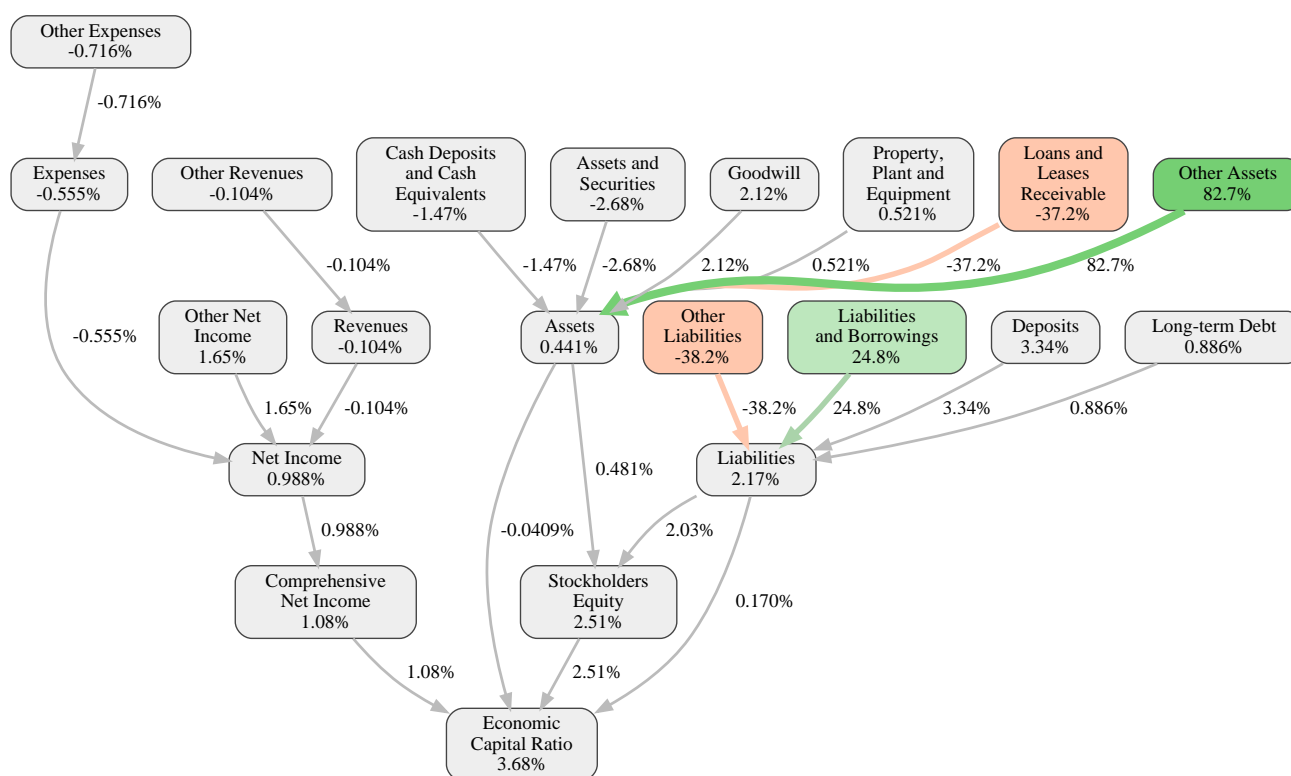 Other Expenses
-0.716%
-0.716%
Expenses
-0.555%
Other Revenues
-0.104%
Cash Deposits
and Cash
Equivalents
-1.47%
Assets and
Securities
-2.68%
Goodwill
2.12%
Property,
Plant and
Equipment
0.521%
Loans and
Leases
Receivable
-37.2%
Other Assets
82.7%
-0.104%
-1.47%
-2.68%
2.12%
0.521%
-37.2%
82.7%
-0.555%
Other Net
Income
1.65%
Revenues
-0.104%
Assets
0.441%
Other
Liabilities
-38.2%
Liabilities
and Borrowings
24.8%
Deposits
3.34%
Long-term Debt
0.886%
1.65%
-0.104%
-38.2%
24.8%
3.34%
0.886%
Net Income
0.988%
0.481%
Liabilities
2.17%
0.988%
-0.0409%
2.03%
Comprehensive
Net Income
1.08%
Stockholders
Equity
2.51%
0.170%
1.08%
2.51%
Economic
Capital Ratio
3.68%